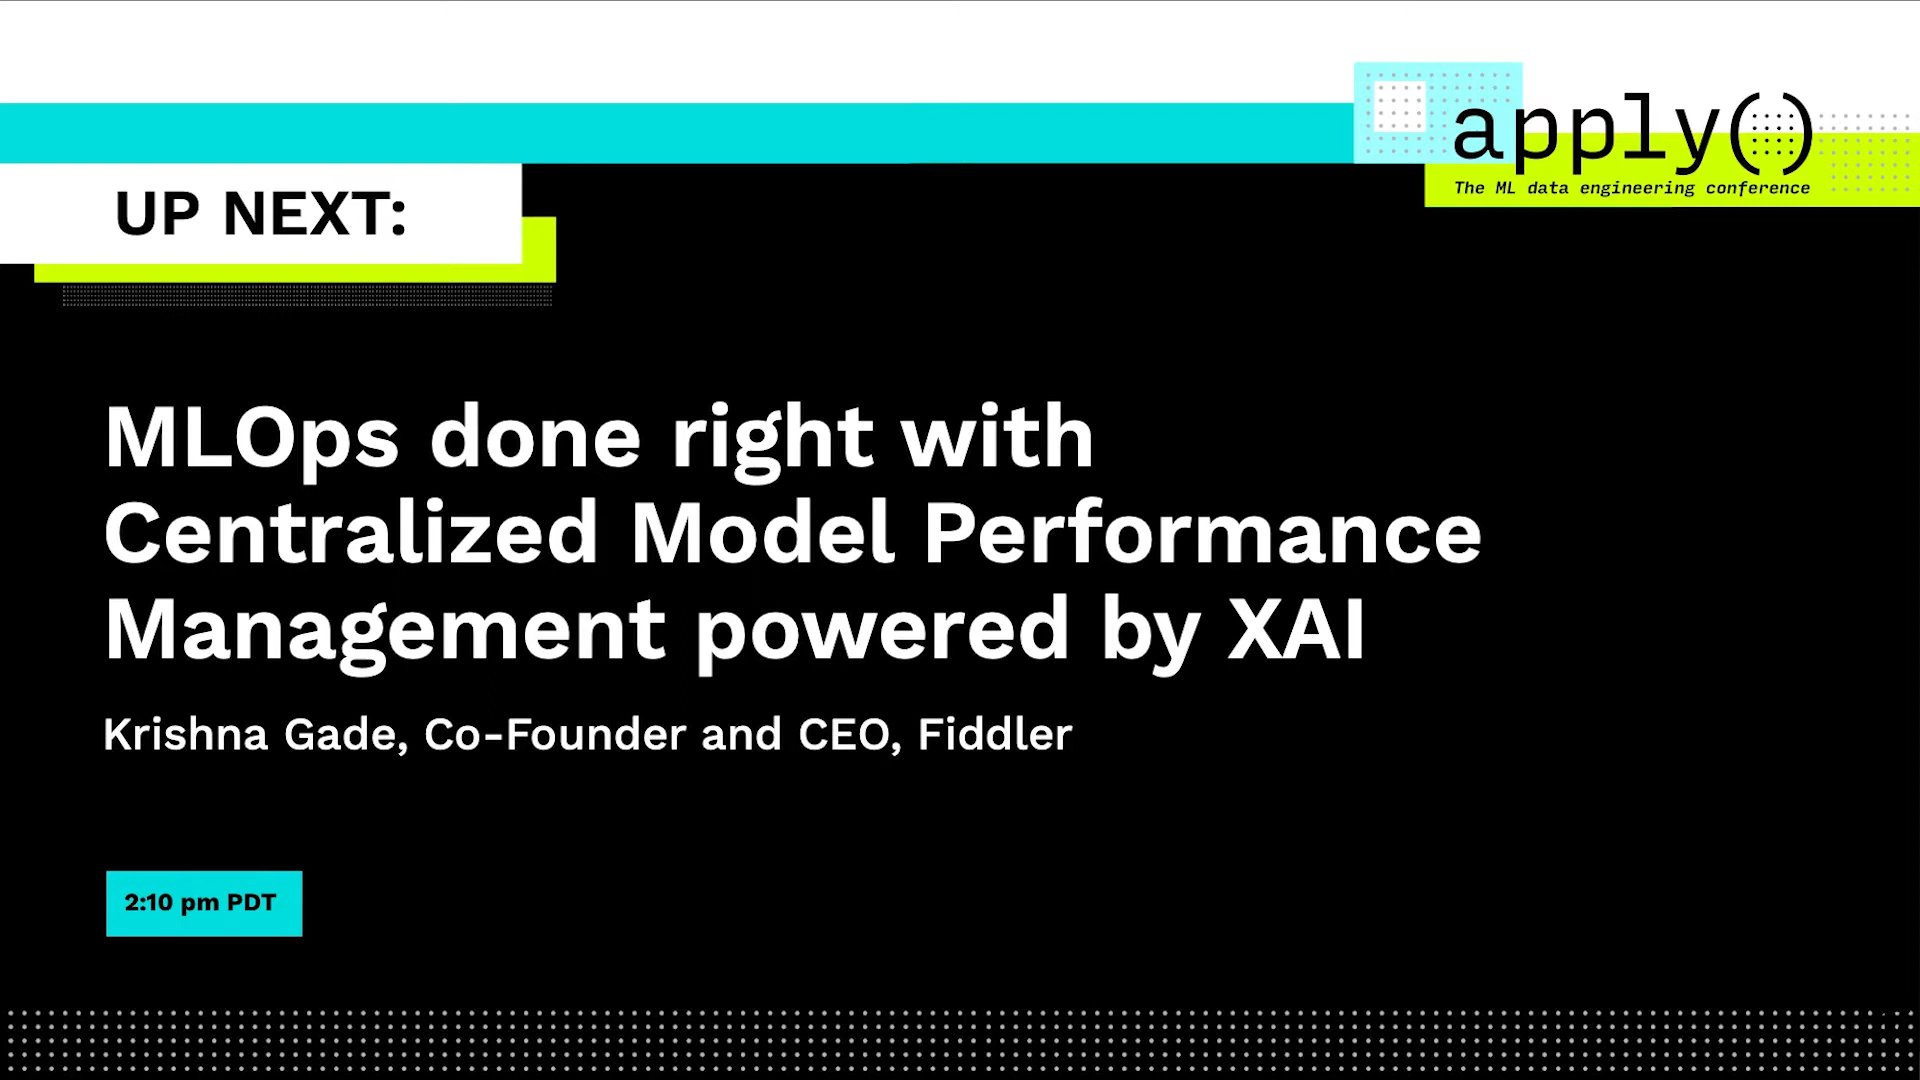 apply()
The ML data engineering conference
UP NEXT:
MLOps done right with
Centralized Model Performance
Management powered by XAI
Krishna Gade, Co-Founder and CEO, Fiddler
2:10 pm PDT